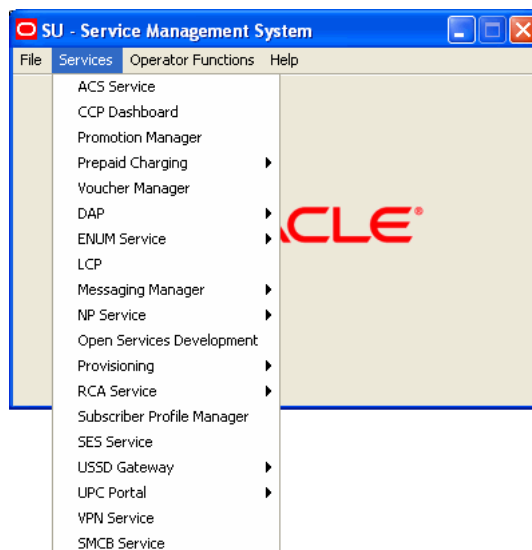 SU - Service Management System
File Services Operator Functions Help
ACS Service
CCP Dashboard
Promotion Manager
Prepaid Charging
Voucher Manager
DAP
ENUM Service
LCP
Messaging Manager
NP Service
Open Services Development
Provisioning
RCA Service
Subscriber Profile Manager
SES Service
USSD Gateway
UPC Portal
VPN Service
SMCB Service
ACLE®